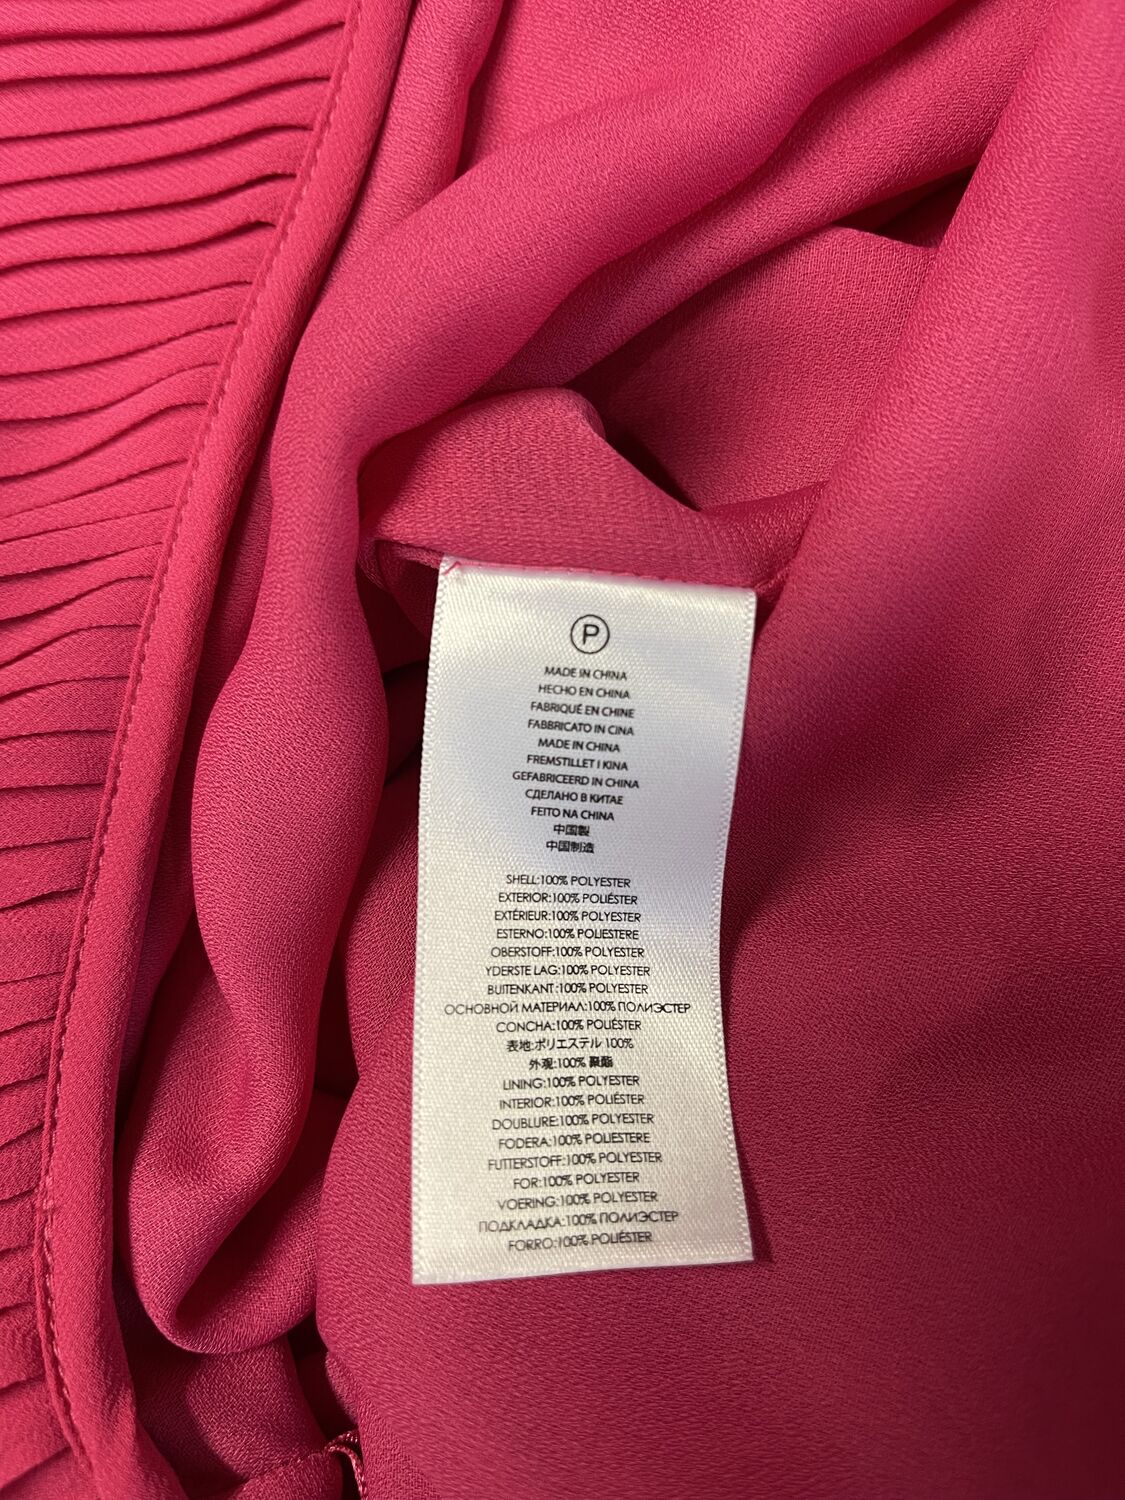 P
MADE IN CHINA
HECHO EN CHINA
FABRIQUÉ EN CHINE
FABBRICATO IN CINA
MADE IN CHINA
FREMSTILLET I KINA
GEFABRICEERD IN CHINA
СДЕЛАНО В КИТАЕ
FEITO NA CHINA
中国製
中国制造
SHELL:100% POLYESTER
EXTERIOR:100% POLIÉSTER
EXTÉRIEUR:100% POLYESTER
ESTERNO:100% POLIESTERE
OBERSTOFF:100% POLYESTER
YDERSTE LAG:100% POLYESTER
BUITENKANT:100% POLYESTER
ОСНОВНОЙ МАТЕРИАЛ:100% ПОЛИЭСТЕР
CONCHA:100% POLIÉSTER
表地:ポリエステル 100%
外观:100% 聚酯
LINING:100% POLYESTER
INTERIOR:100% POLIÉSTER
DOUBLURE:100% POLYESTER
FODERA:100% POLIESTERE
FUTTERSTOFF:100% POLYESTER
FOR:100% POLYESTER
VOERING:100% POLYESTER
ПОДКЛАДКА:100% ПОЛИЭСТЕР
FORRO:100% POLIÉSTER